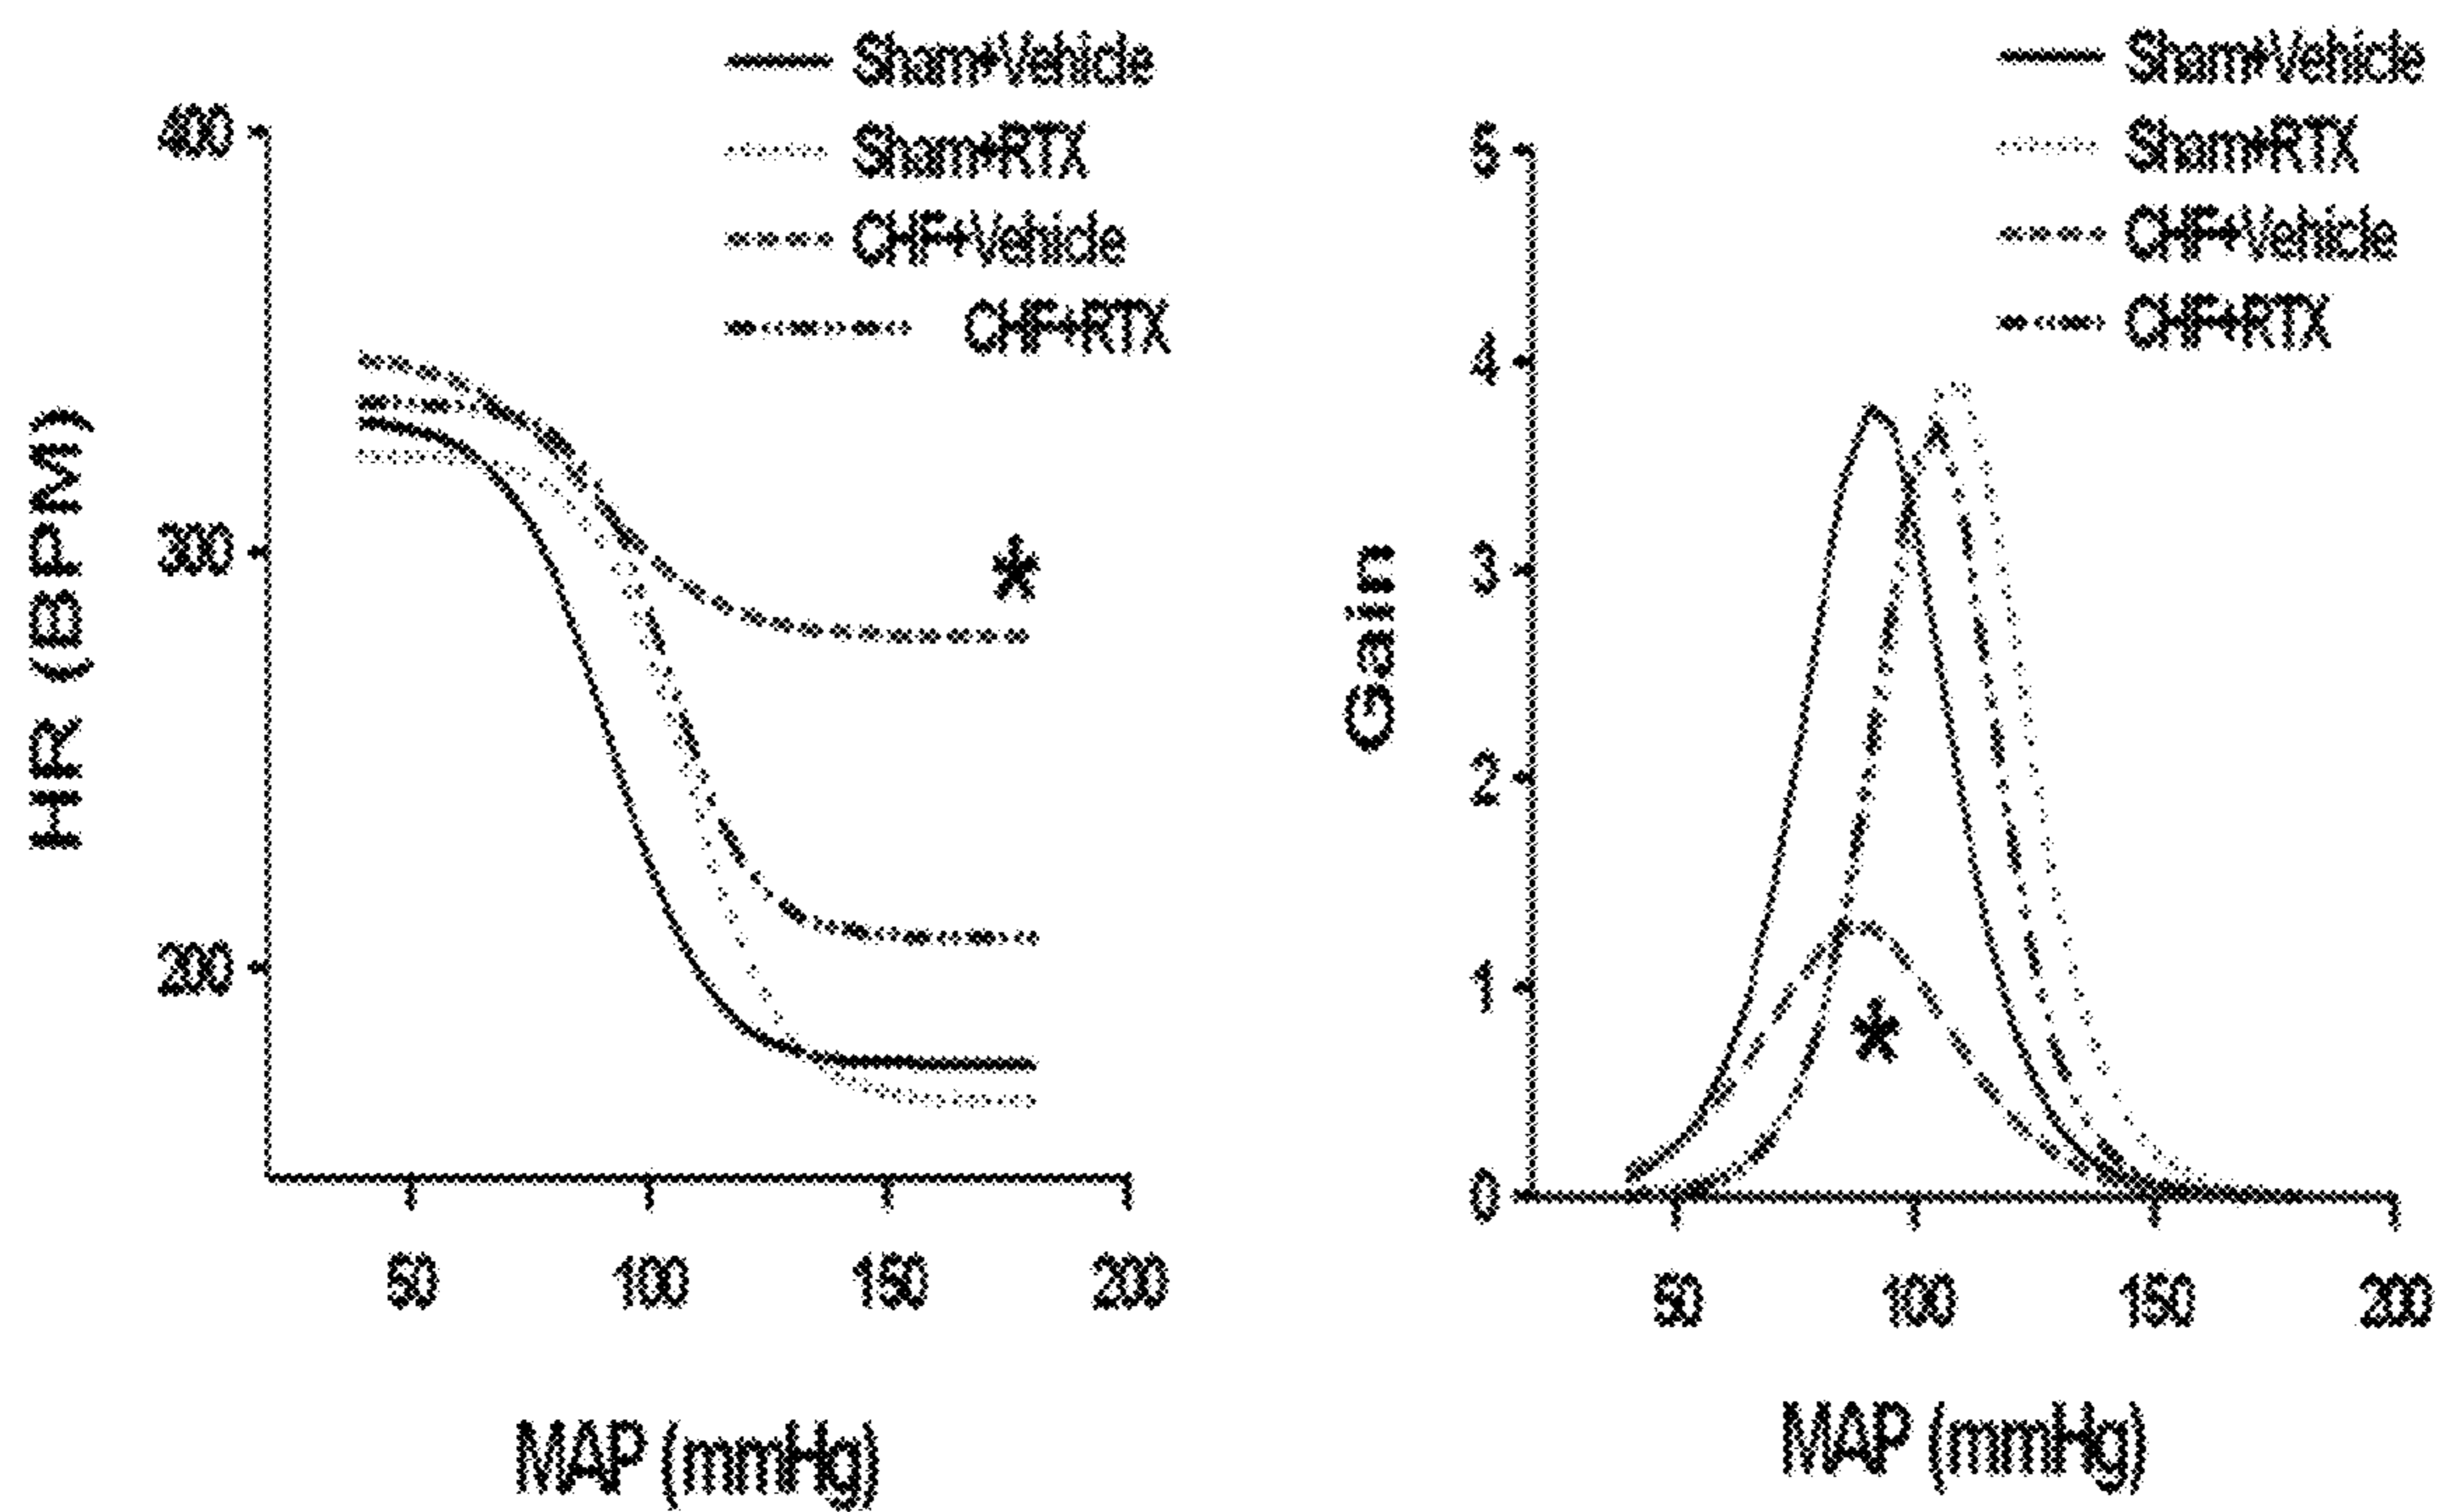 Sham+Vehicle
Sham+RTX
CHF+Vehicle
CHF+RTX
400
300
200
HR (BPM)
*
50 100 150 200
MAP (mmHg)
Sham+Vehicle
Sham+RTX
CHF+Vehicle
CHF+RTX
5
4
3
2
1
0
Gain
*
50 100 150 200
MAP (mmHg)